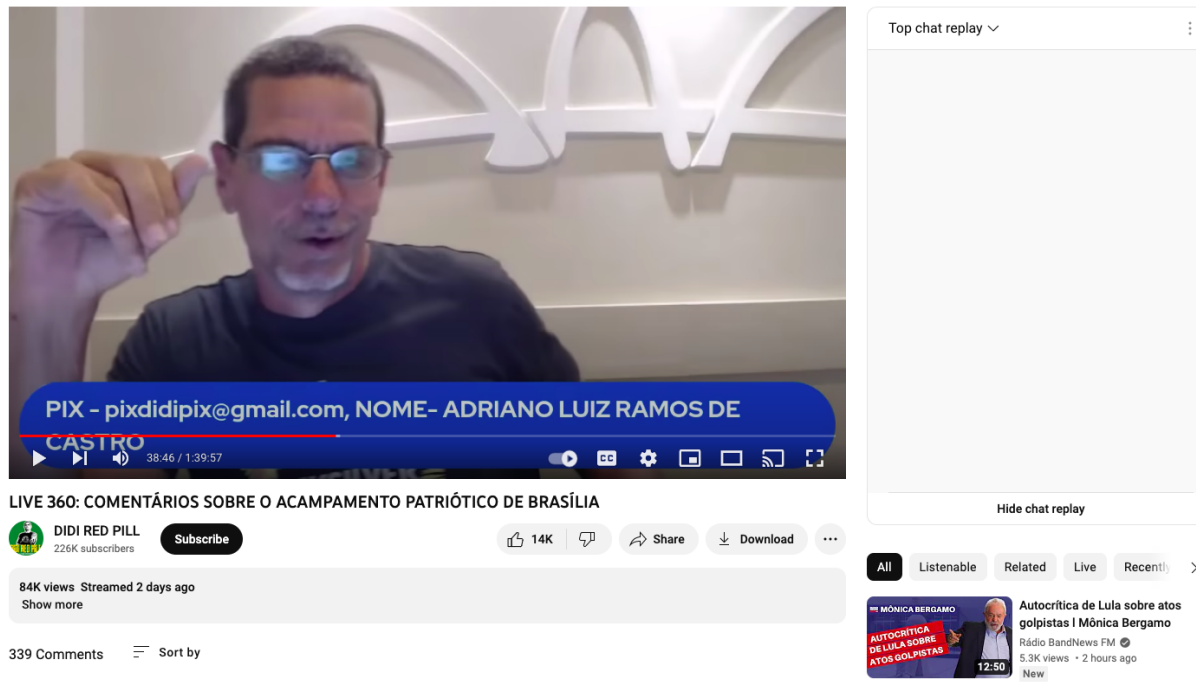 Top chat replay
PIX - pixdidipix@gmail.com, NOME- ADRIANO LUIZ RAMOS DE
CASTRO
38:46 / 1:39:57
CC
LIVE 360: COMENTÁRIOS SOBRE O ACAMPAMENTO PATRIÓTICO DE BRASÍLIA
DIDI RED PILL
226K subscribers
Subscribe
14K
Share
Download
84K views Streamed 2 days ago
Show more
339 Comments
Sort by
Hide chat replay
All
Listenable
Related
Live
Recently
MÔNICA BERGAMO
AUTOCRÍTICA
DE LULA SOBRE
ATOS GOLPISTAS
12:50
Autocrítica de Lula sobre atos
golpistas l Mônica Bergamo
Rádio BandNews FM
5.3K views • 2 hours ago
New